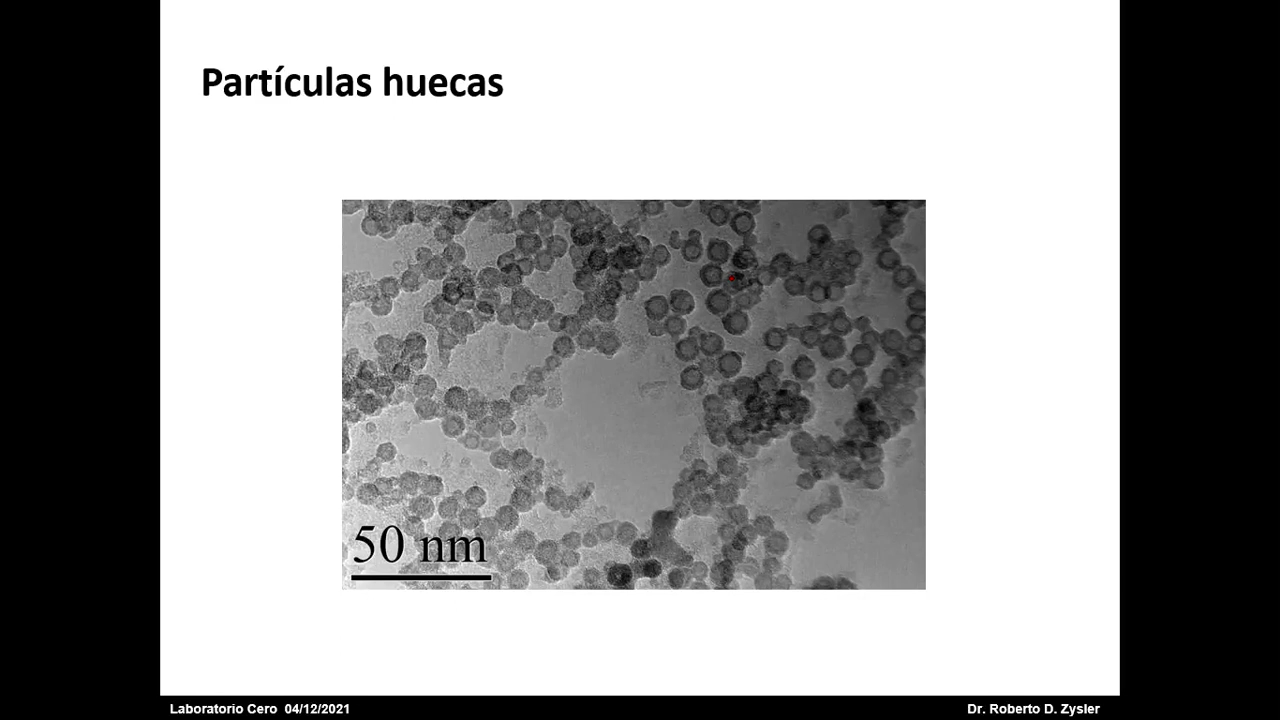 Partículas huecas
50 nm
Laboratorio Cero 04/12/2021
Dr. Roberto D. Zysler